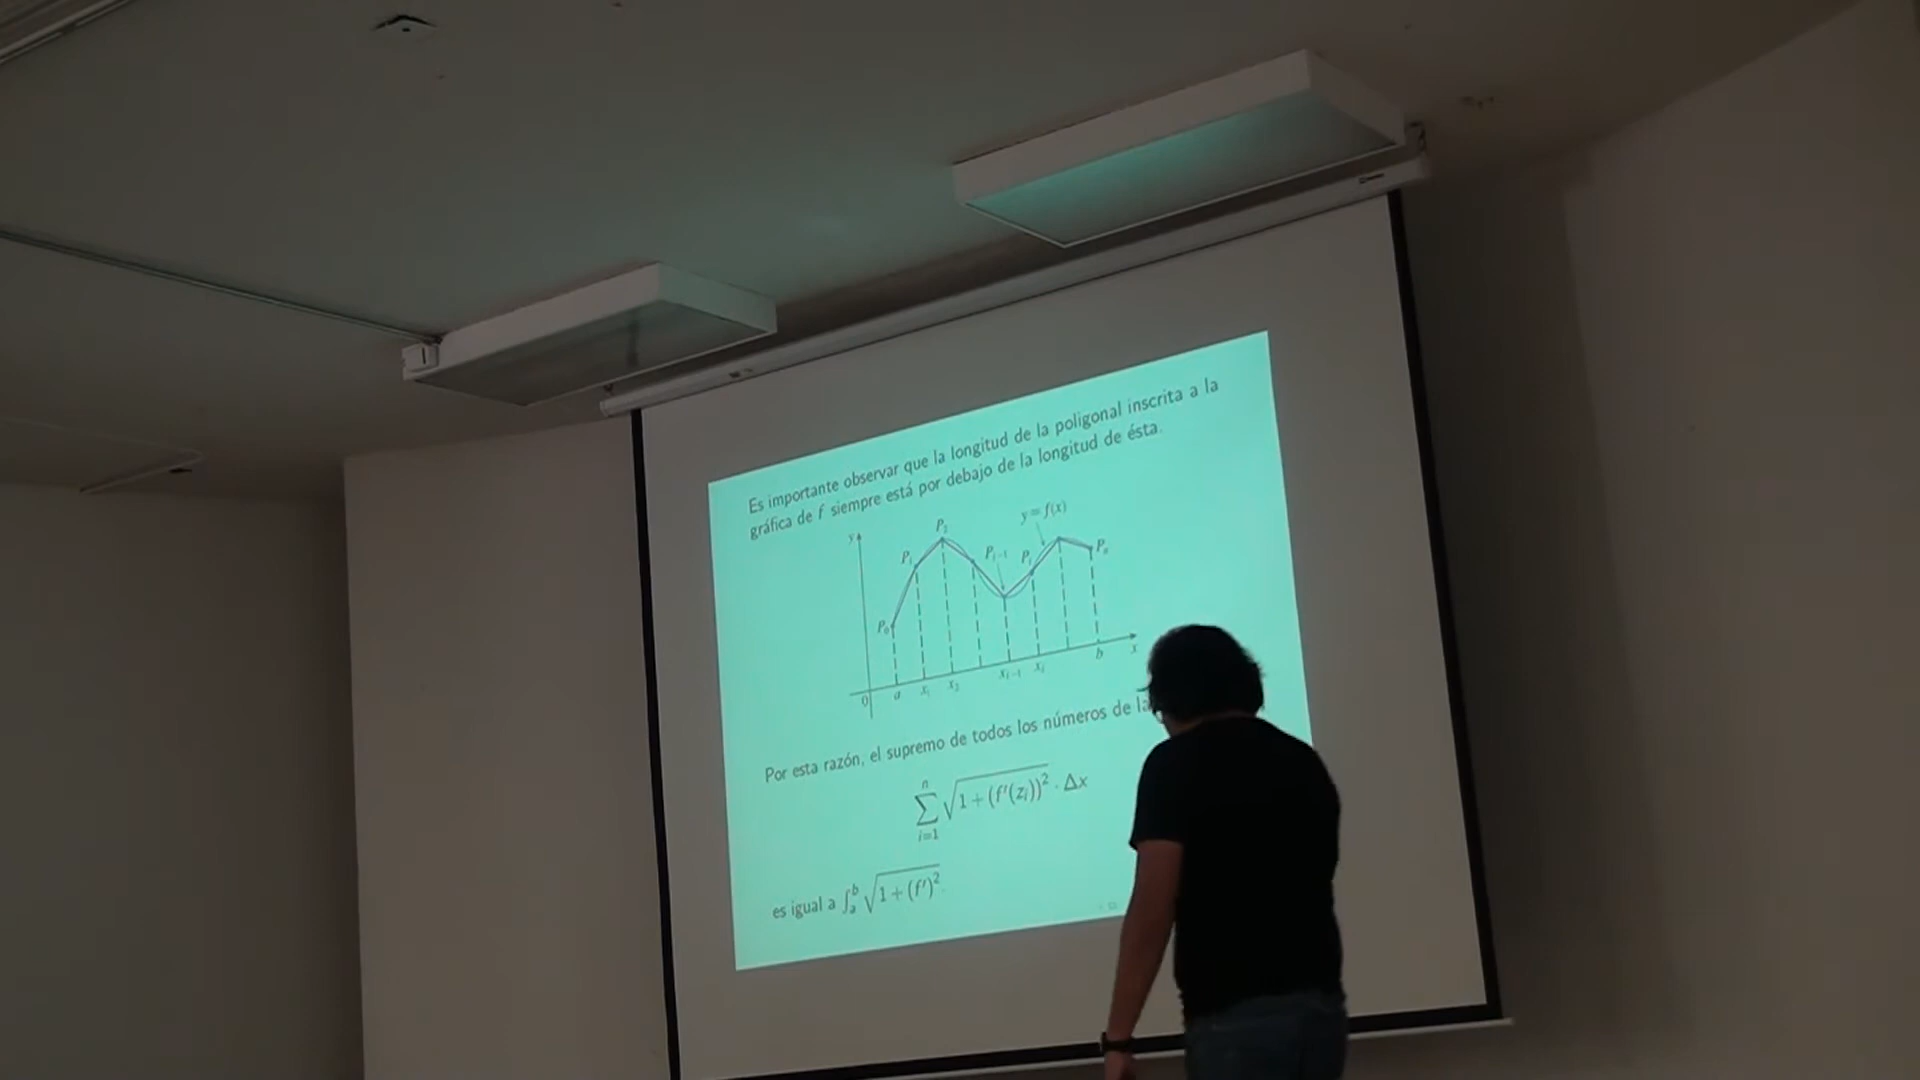 Es importante observar que la longitud de la poligonal inscrita a la
gráfica de f siempre está por debajo de la longitud de ésta.
y
P₂
y = f(x)
P₁
Pᵢ₋₁
Pᵢ
Pₙ
P₀
0
a
x₁
x₂
xᵢ₋₁
xᵢ
b
x
Por esta razón, el supremo de todos los números de la
n
∑ √1 + (f′(zᵢ))² · Δx
i=1
es igual a ∫ₐᵇ √1 + (f′)².